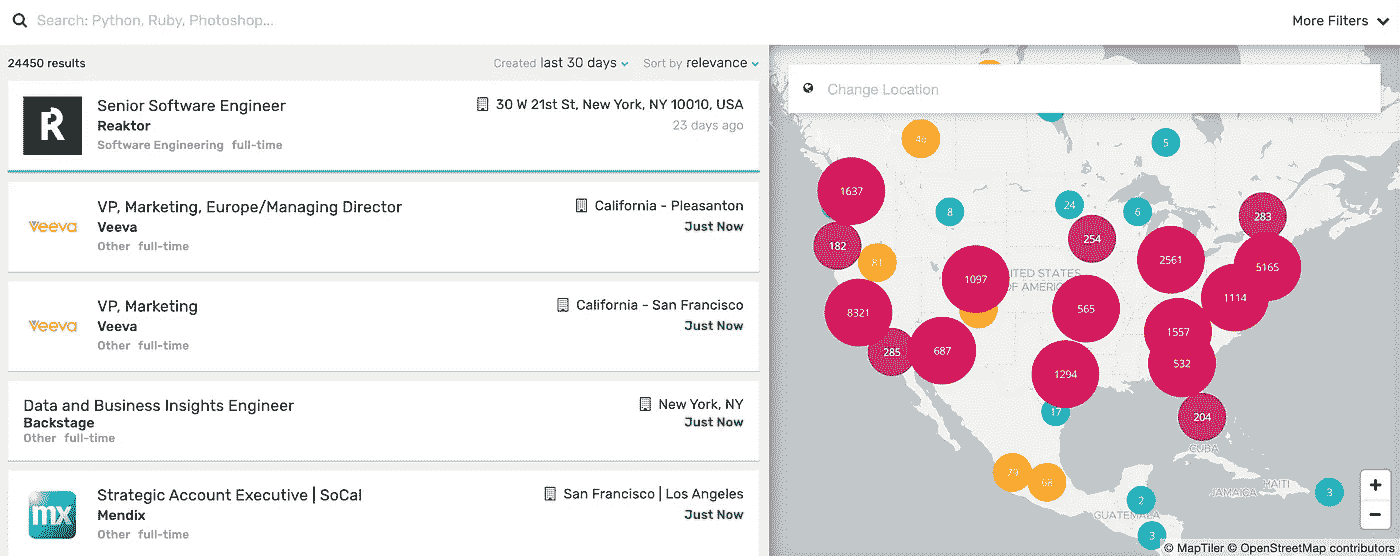 Search: Python, Ruby, Photoshop...
More Filters
24450 results
Created last 30 days
Sort by relevance
R
Senior Software Engineer
Reaktor
Software Engineering full-time
30 W 21st St, New York, NY 10010, USA
23 days ago
Veeva
VP, Marketing, Europe/Managing Director
Veeva
Other full-time
California - Pleasanton
Just Now
Veeva
VP, Marketing
Veeva
Other full-time
California - San Francisco
Just Now
Data and Business Insights Engineer
Backstage
Other full-time
New York, NY
Just Now
mx
Strategic Account Executive | SoCal
Mendix
Other full-time
San Francisco | Los Angeles
Just Now
Change Location
5
1637
8
24
6
283
182
81
254
2561
5165
1097
UNITED STATES
OF AMERICA
1114
8321
565
1557
285
687
532
1294
17
204
CUBA
68
HAITI
JAMAICA
3
2
GUATEMALA
3
+
−
© MapTiler © OpenStreetMap contributors